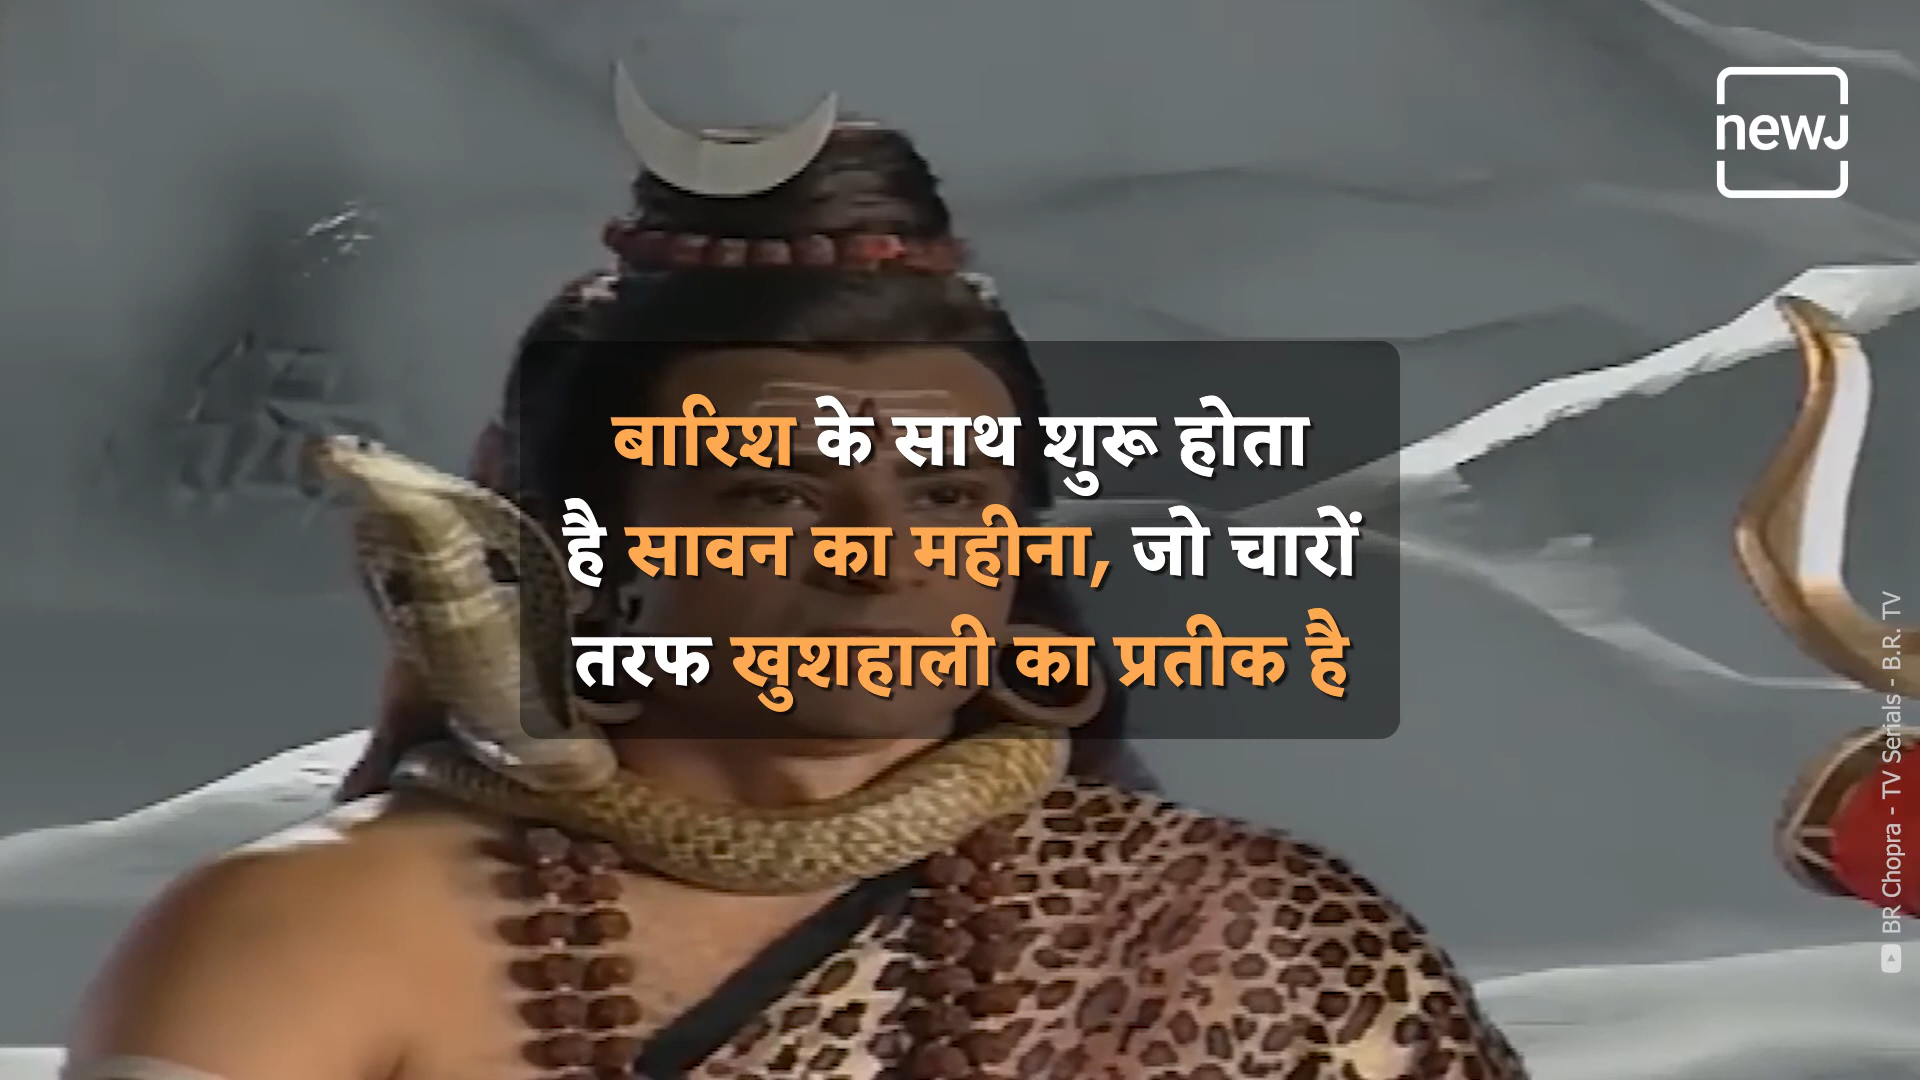 newJ
बारिश के साथ शुरू होता
है सावन का महीना, जो चारों
तरफ खुशहाली का प्रतीक है
BR Chopra - TV Serials - B.R. TV